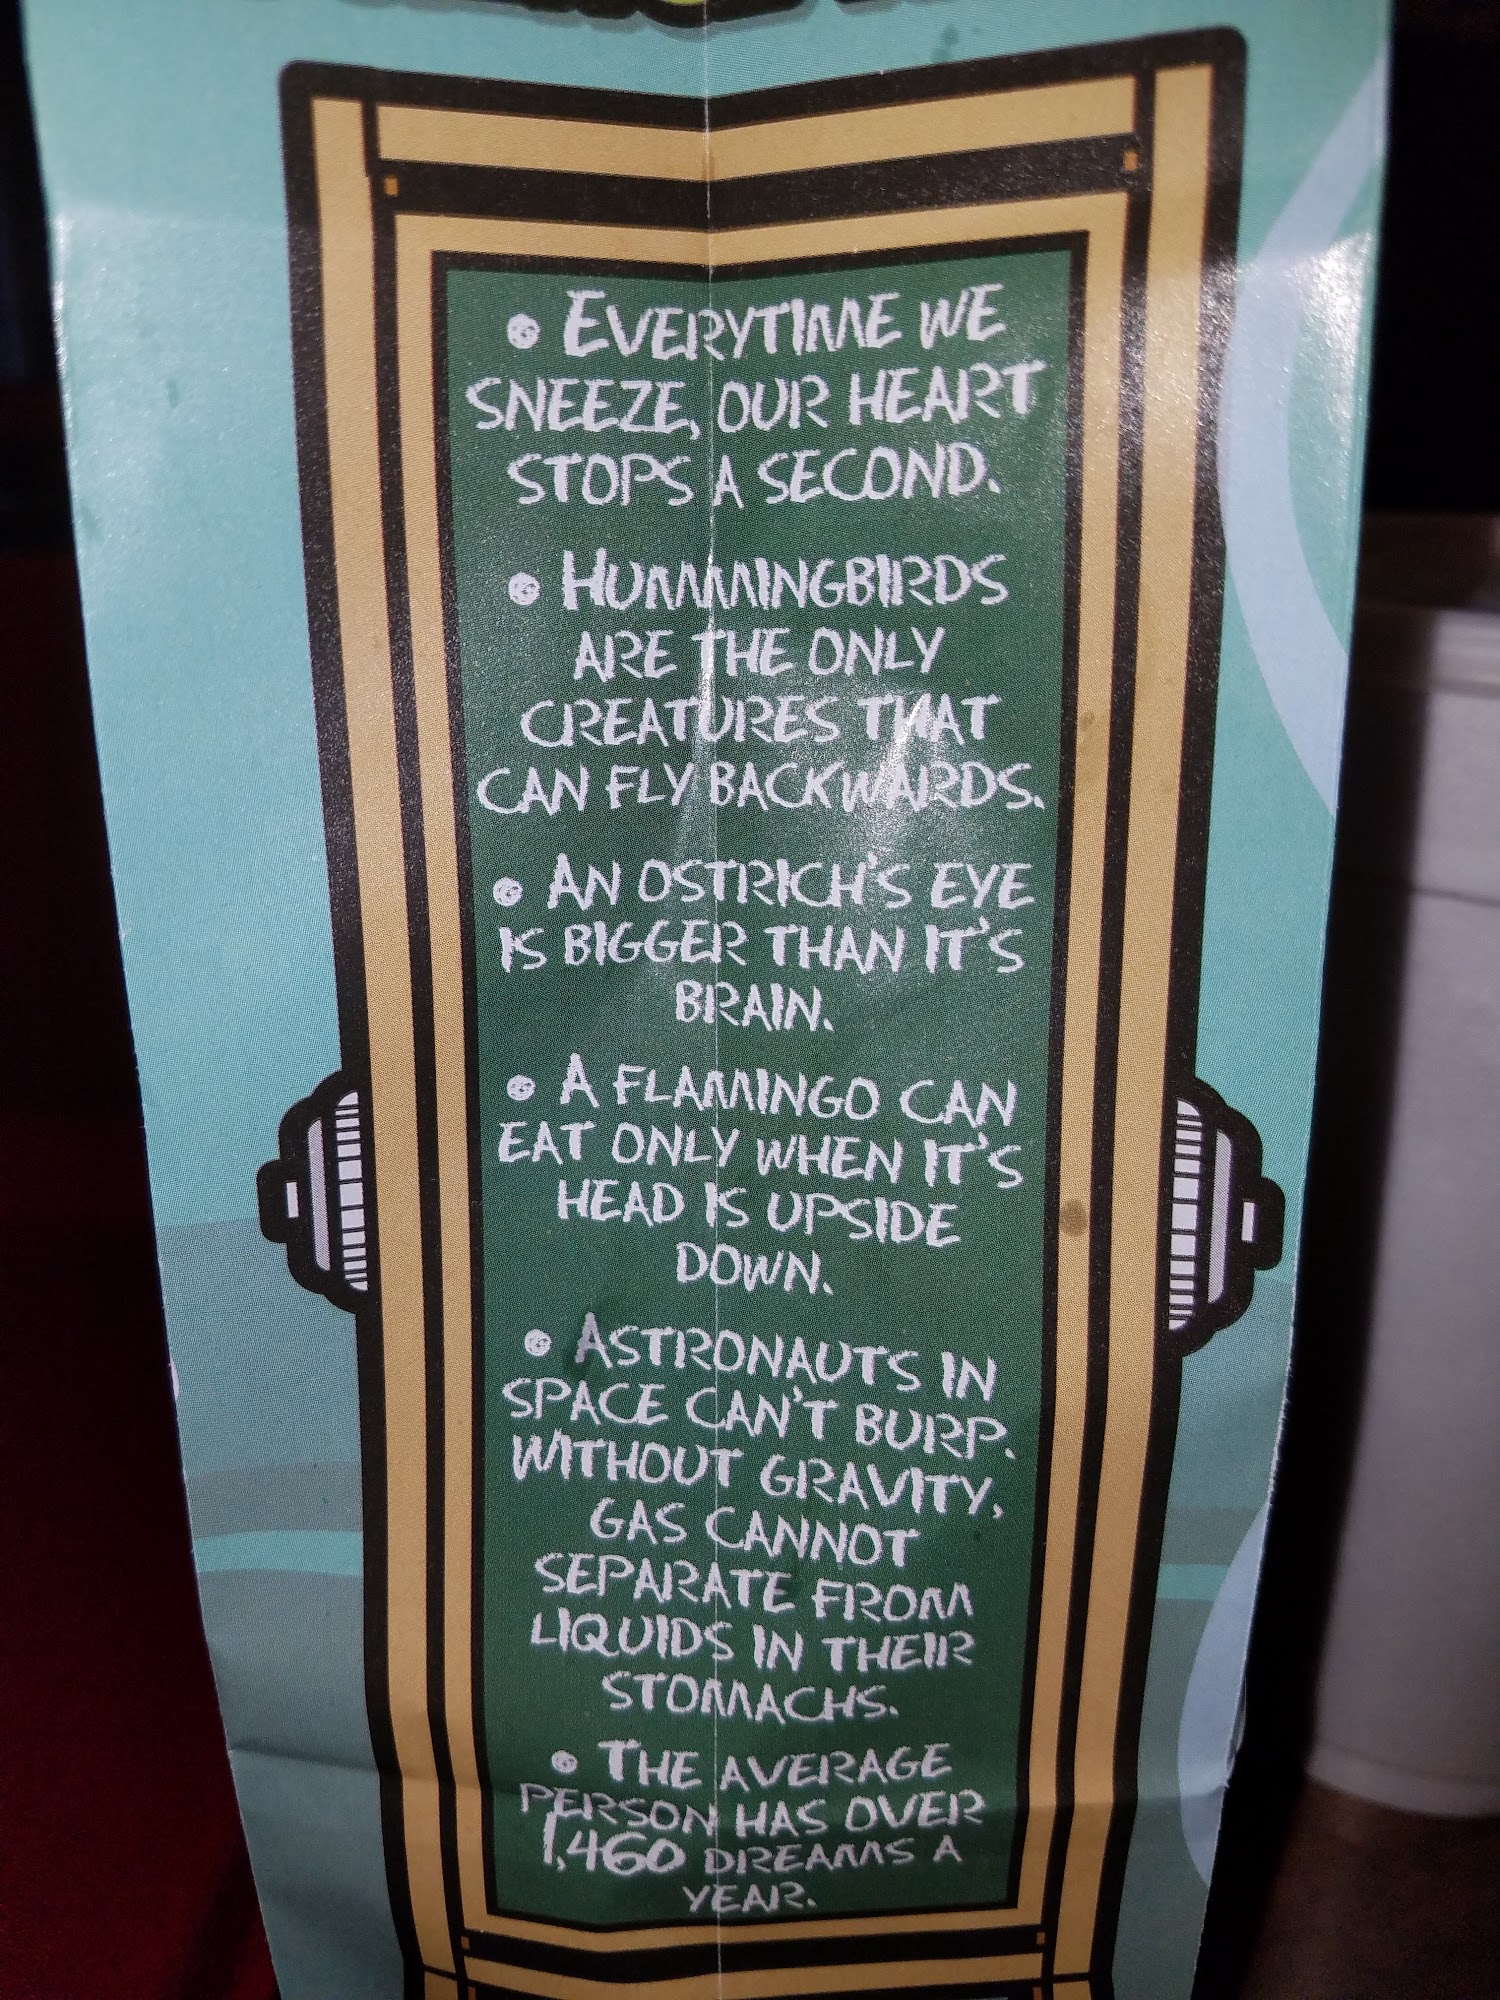 • EVERYTIME WE
SNEEZE, OUR HEART
STOPS A SECOND.
• HUMMINGBIRDS
ARE THE ONLY
CREATURES THAT
CAN FLY BACKWARDS.
• AN OSTRICH'S EYE
IS BIGGER THAN IT'S
BRAIN.
• A FLAMINGO CAN
EAT ONLY WHEN IT'S
HEAD IS UPSIDE
DOWN.
• ASTRONAUTS IN
SPACE CAN'T BURP.
WITHOUT GRAVITY,
GAS CANNOT
SEPARATE FROM
LIQUIDS IN THEIR
STOMACHS.
• THE AVERAGE
PERSON HAS OVER
1,460 DREAMS A
YEAR.